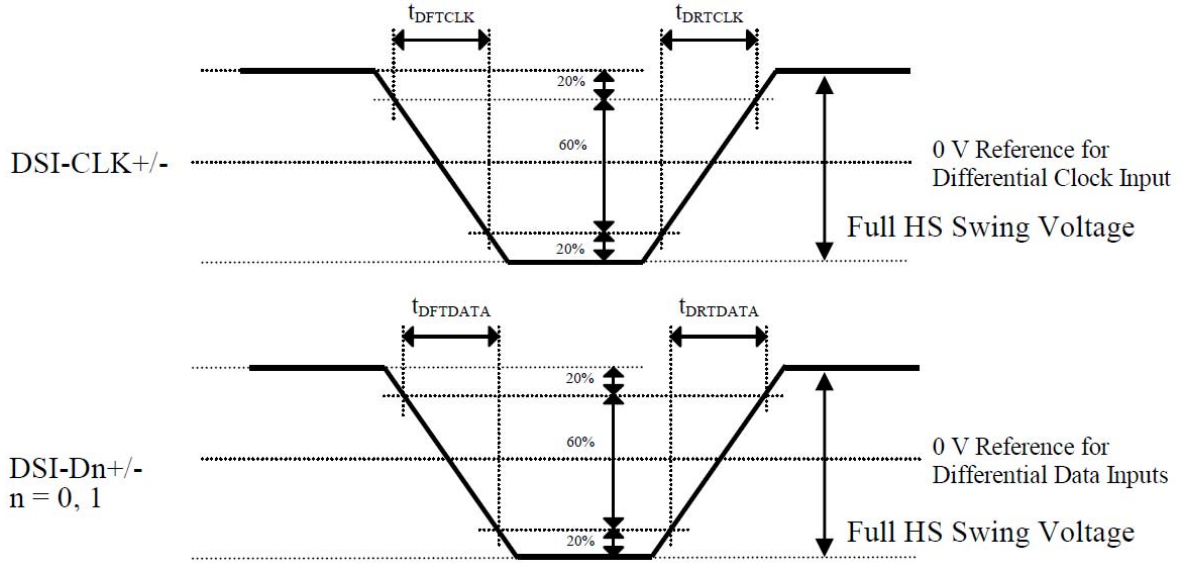 tDFTCLK
tDRTCLK
20%
60%
20%
DSI-CLK+/-
0 V Reference for
Differential Clock Input
Full HS Swing Voltage
tDFTDATA
tDRTDATA
20%
60%
20%
DSI-Dn+/-
n = 0, 1
0 V Reference for
Differential Data Inputs
Full HS Swing Voltage